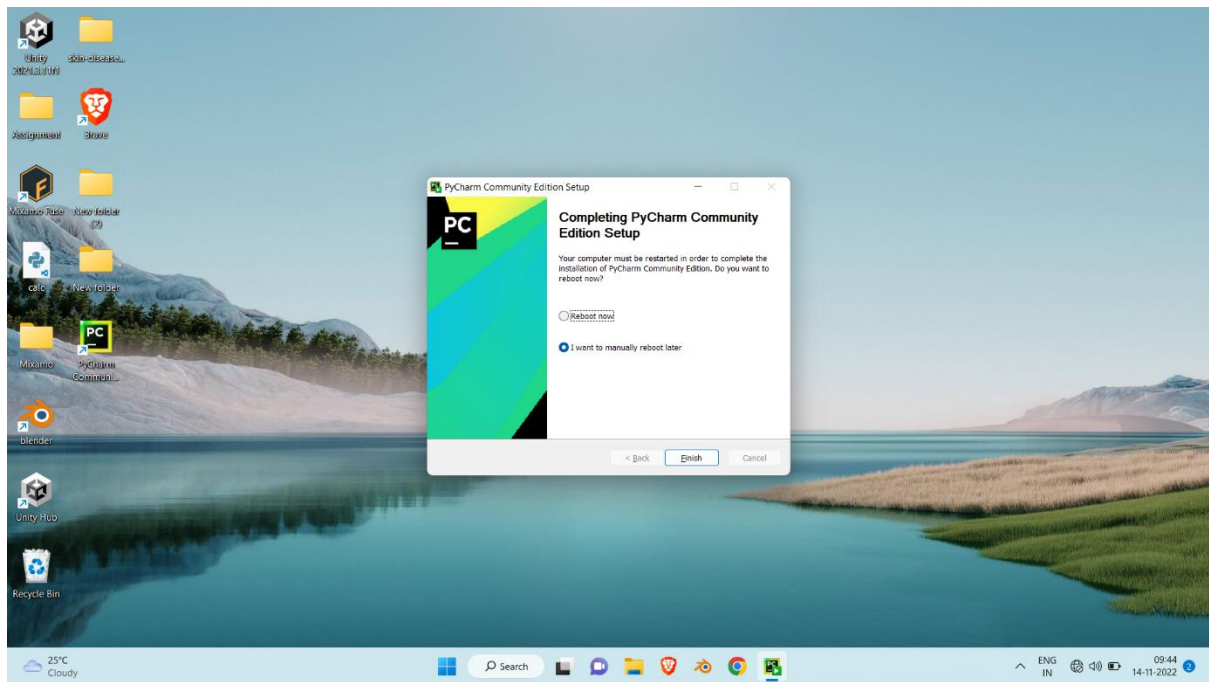 Unity
2021.3.11f1
skin-disease...
Assignment
Brave
Mixamo Fuse
New folder
(2)
calc
New folder
Mixamo
PC
PyCharm
Communi...
blender
Unity Hub
Recycle Bin
PyCharm Community Edition Setup
PC
Completing PyCharm Community
Edition Setup
Your computer must be restarted in order to complete the
installation of PyCharm Community Edition. Do you want to
reboot now?
Reboot now
I want to manually reboot later
< Back
Finish
Cancel
25°C
Cloudy
Search
ENG
IN
09:44
14-11-2022
2